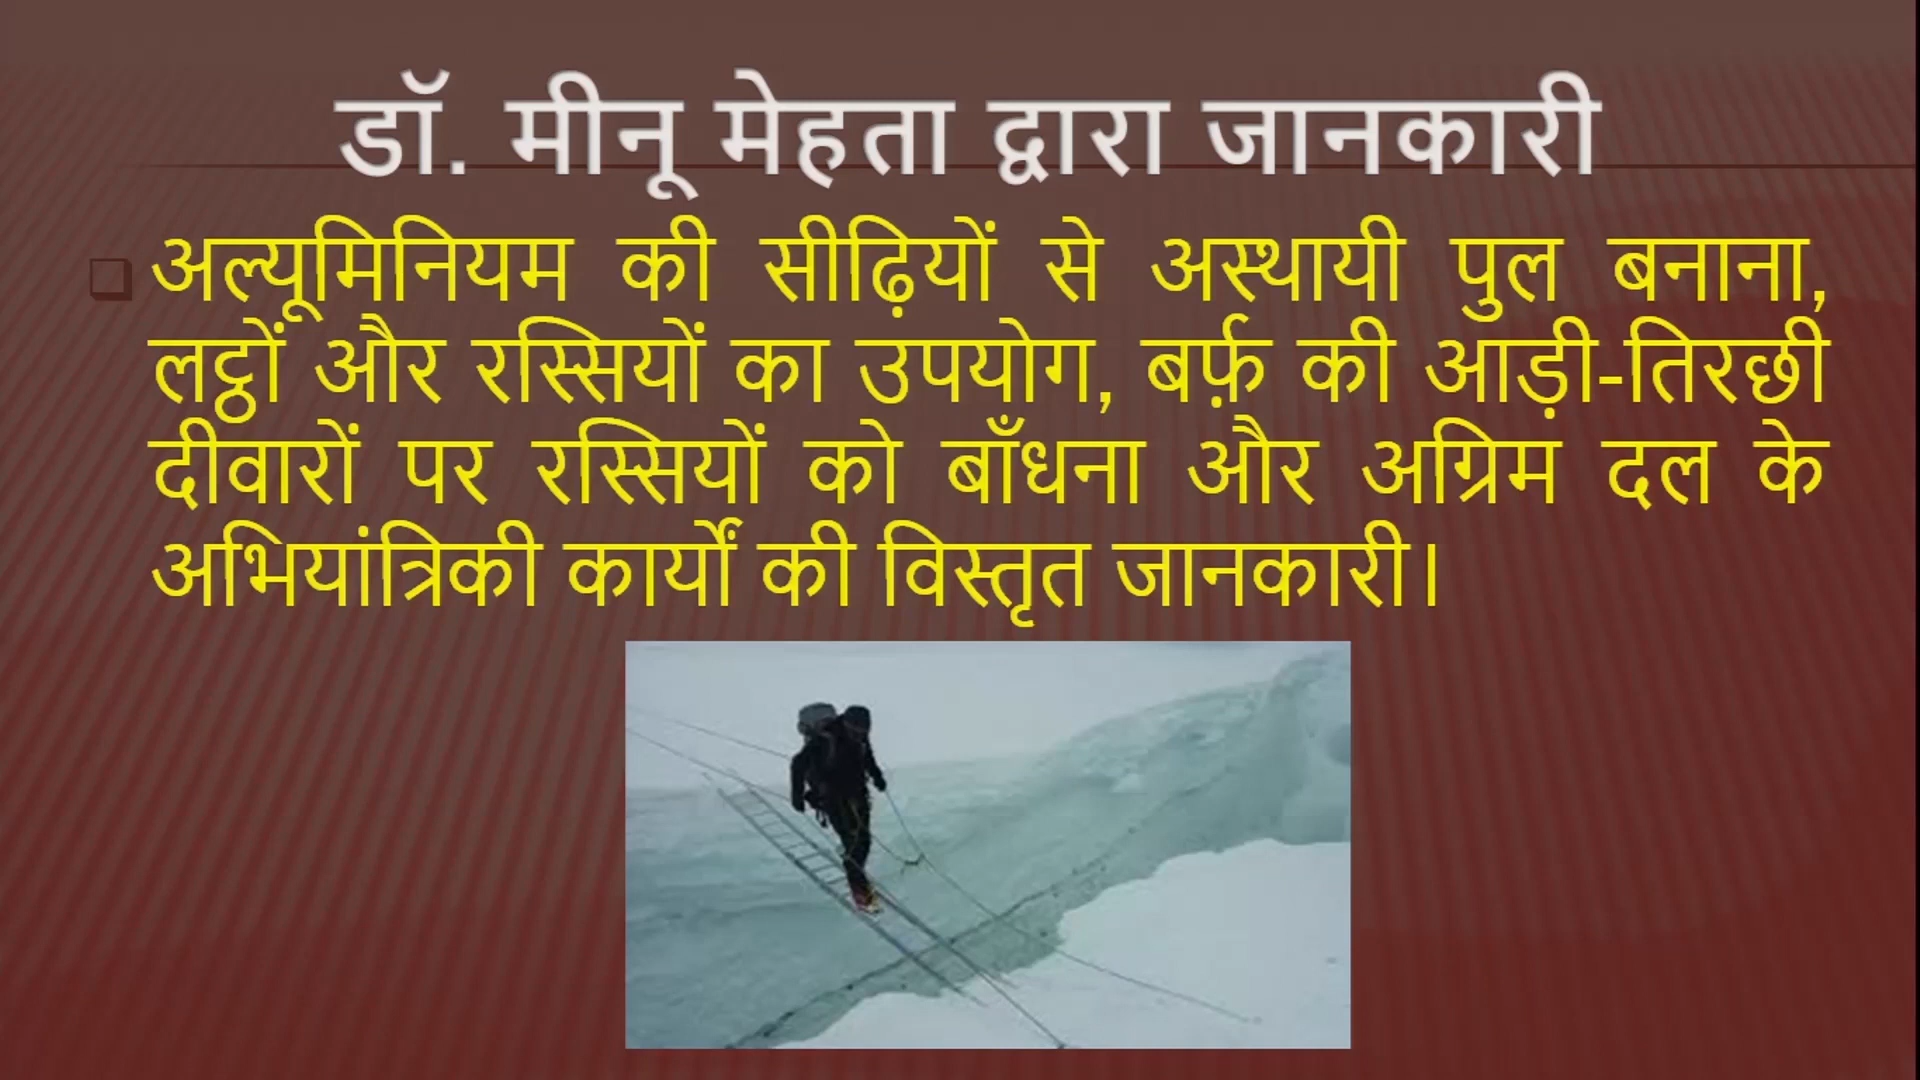 डॉ. मीनू मेहता द्वारा जानकारी
अल्यूमिनियम की सीढ़ियों से अस्थायी पुल बनाना,
लट्ठों और रस्सियों का उपयोग, बर्फ़ की आड़ी-तिरछी
दीवारों पर रस्सियों को बाँधना और अग्रिम दल के
अभियांत्रिकी कार्यों की विस्तृत जानकारी।